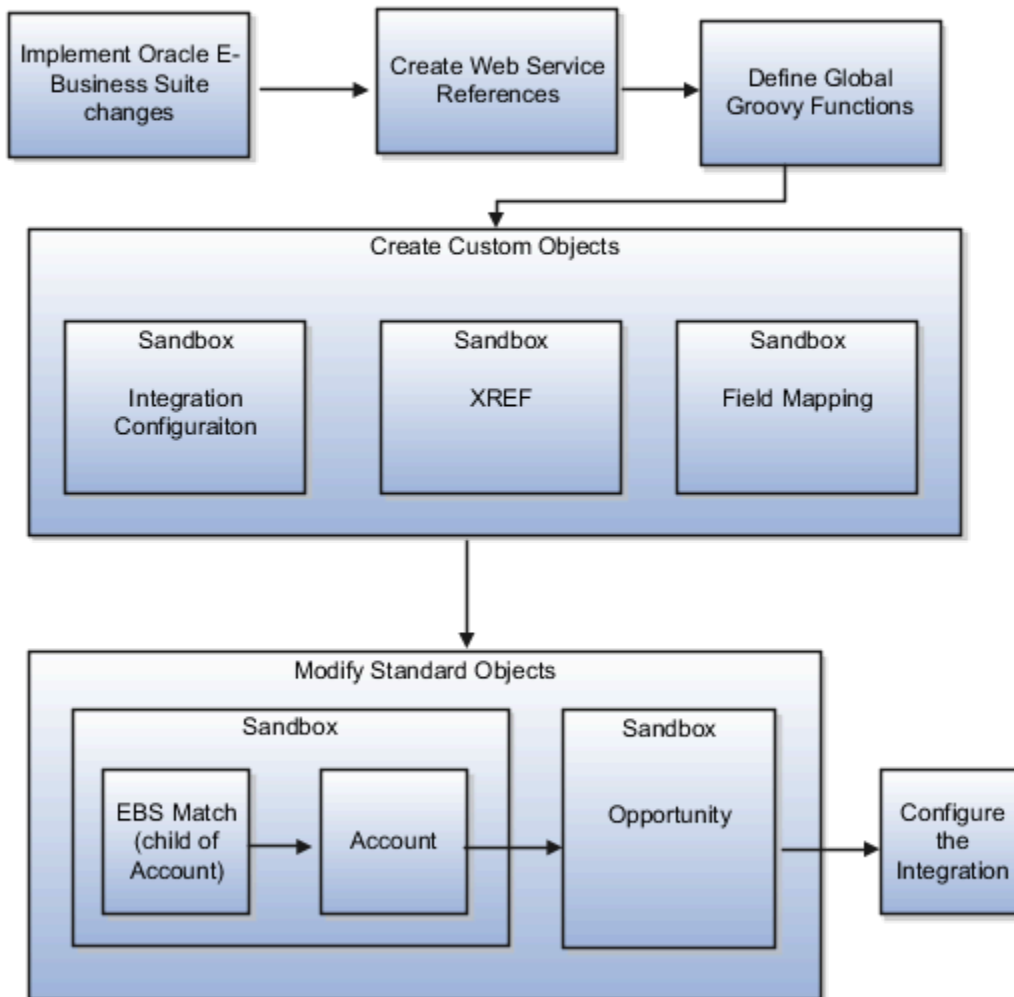 Implement Oracle E-
Business Suite
changes
Create Web Service
References
Define Global
Groovy Functions
Create Custom Objects
Sandbox
Integration
Configuraiton
Sandbox
XREF
Sandbox
Field Mapping
Modify Standard Objects
Sandbox
EBS Match
(child of
Account)
Account
Sandbox
Opportunity
Configure
the
Integration